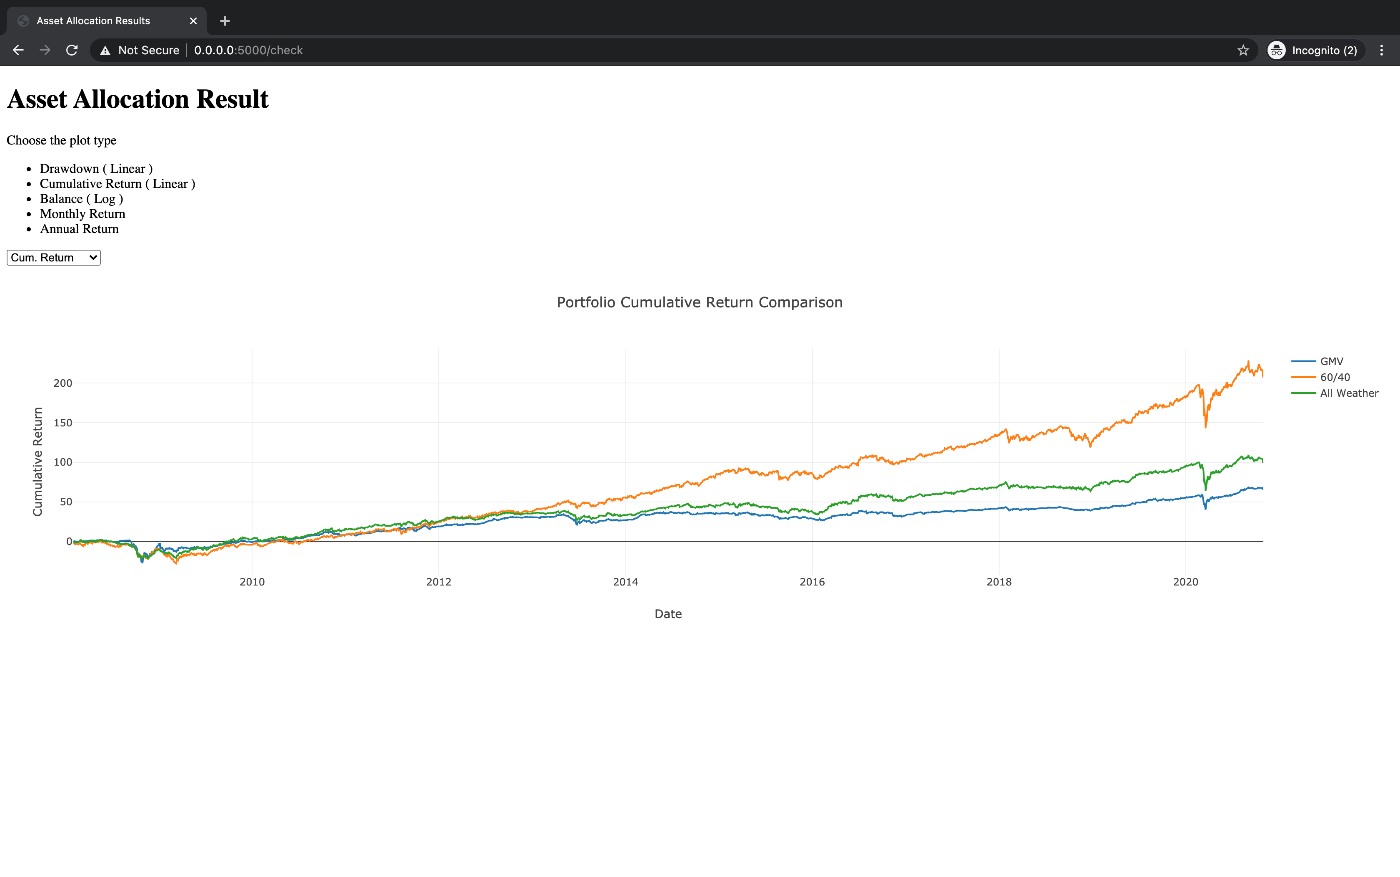 Asset Allocation Results
Not Secure
0.0.0.0:5000/check
Incognito (2)
Asset Allocation Result
Choose the plot type
Drawdown ( Linear )
Cumulative Return ( Linear )
Balance ( Log )
Monthly Return
Annual Return
Cum. Return
Portfolio Cumulative Return Comparison
GMV
60/40
All Weather
200
150
100
50
0
Cumulative Return
2010
2012
2014
2016
2018
2020
Date